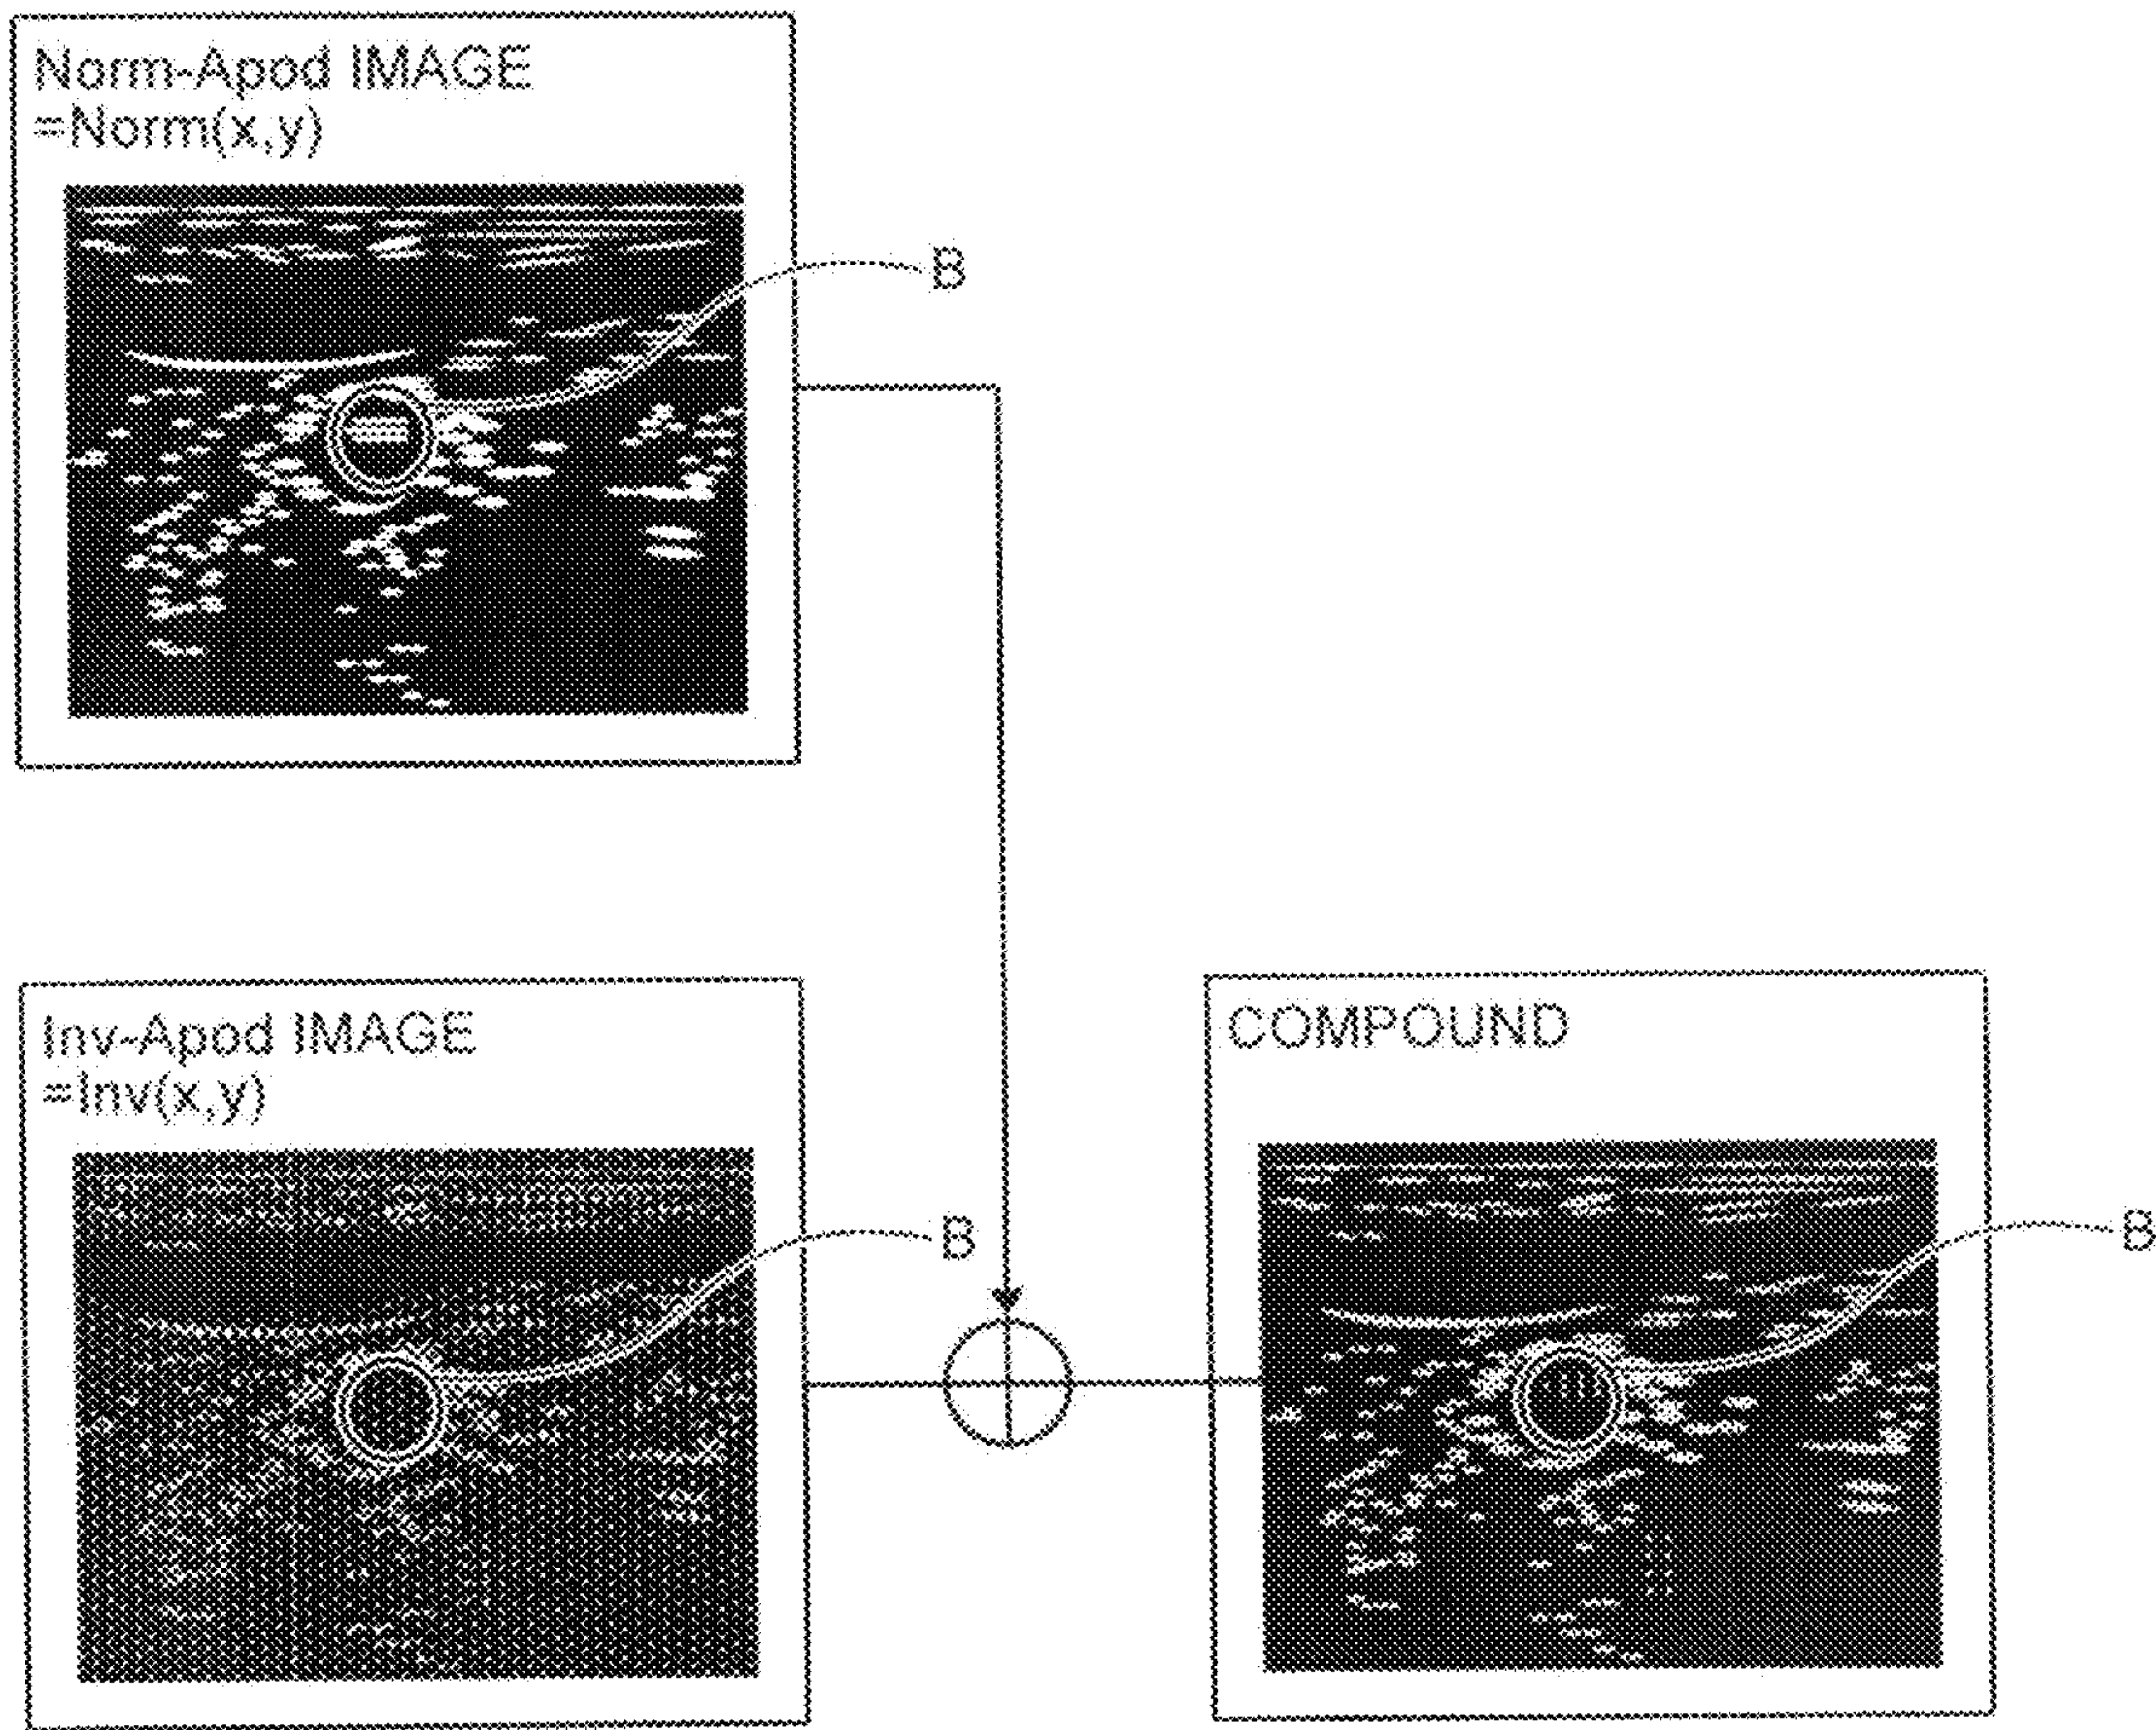 Norm-Apod IMAGE
=Norm(x,y)
B
Inv-Apod IMAGE
=Inv(x,y)
B
COMPOUND
B